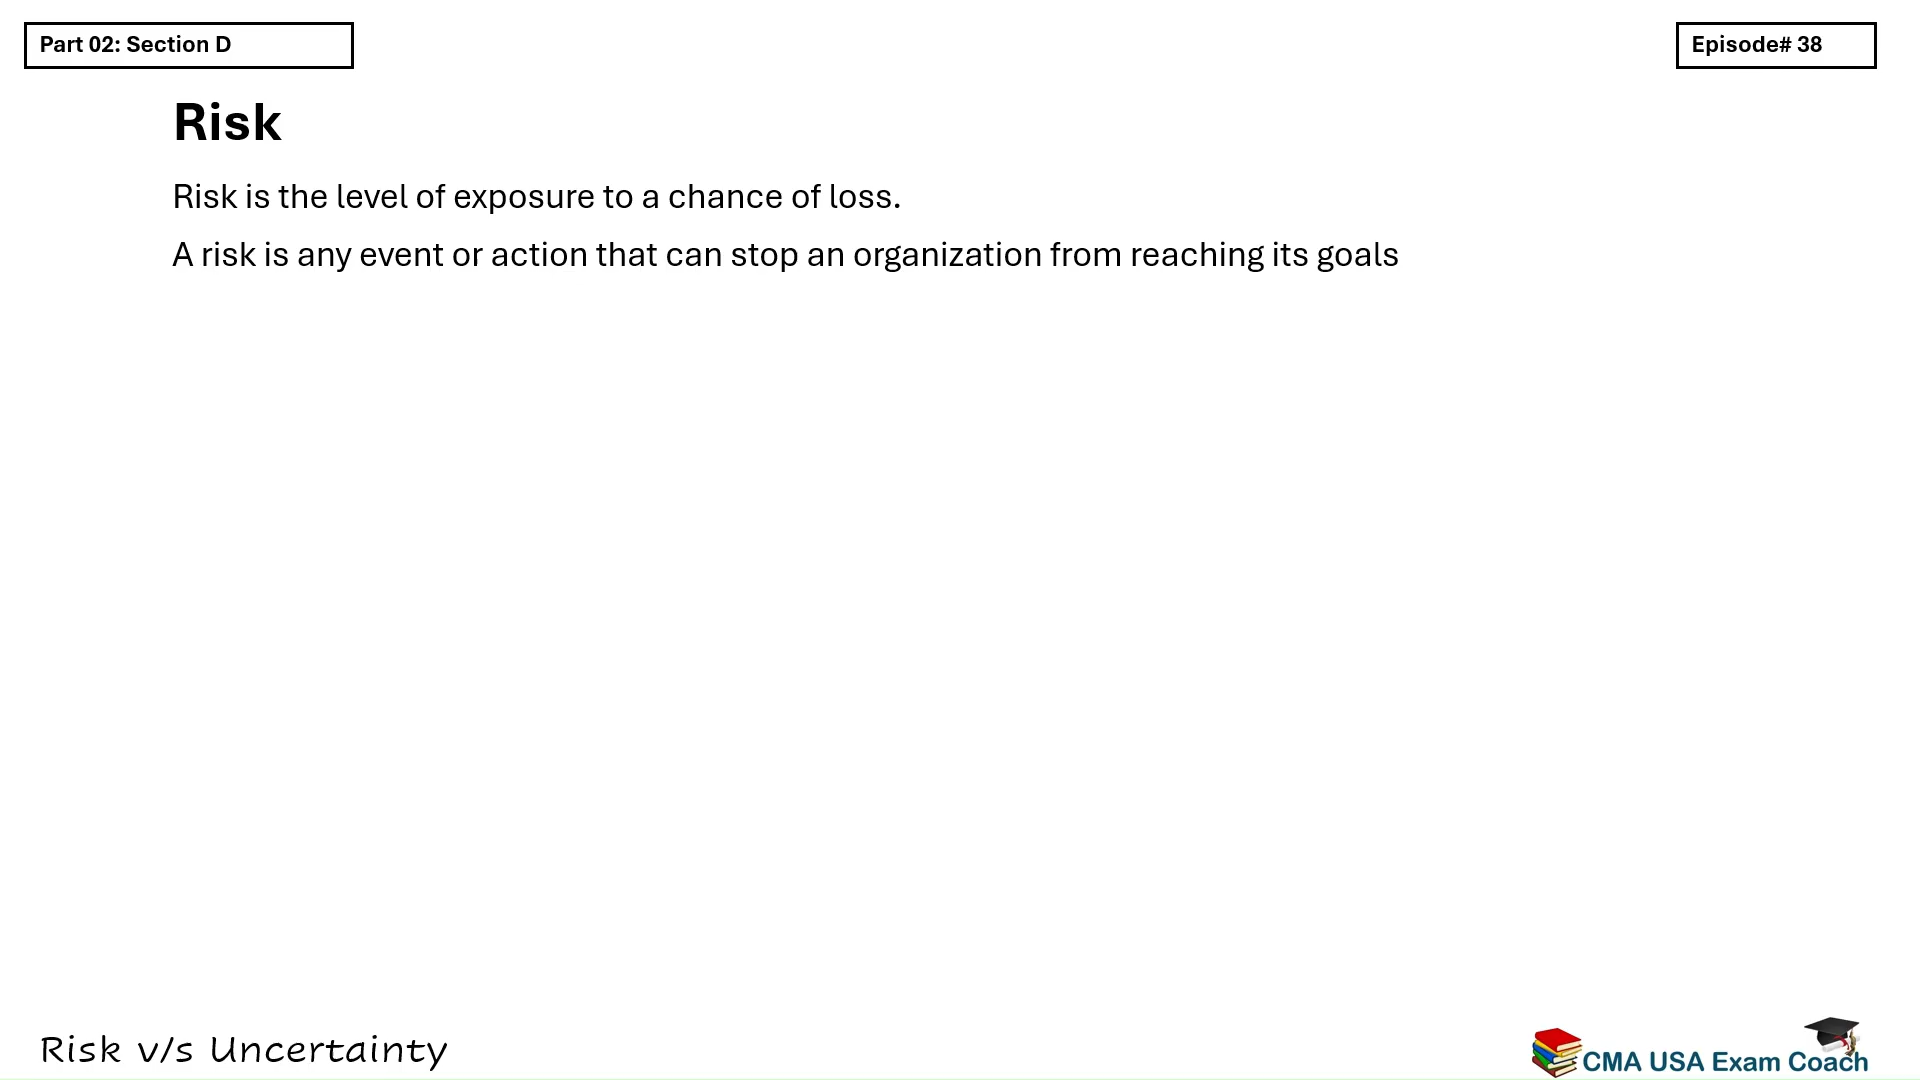 Part 02: Section D
Episode# 38
Risk
Risk is the level of exposure to a chance of loss.
A risk is any event or action that can stop an organization from reaching its goals
Risk v/s Uncertainty
CMA USA Exam Coach